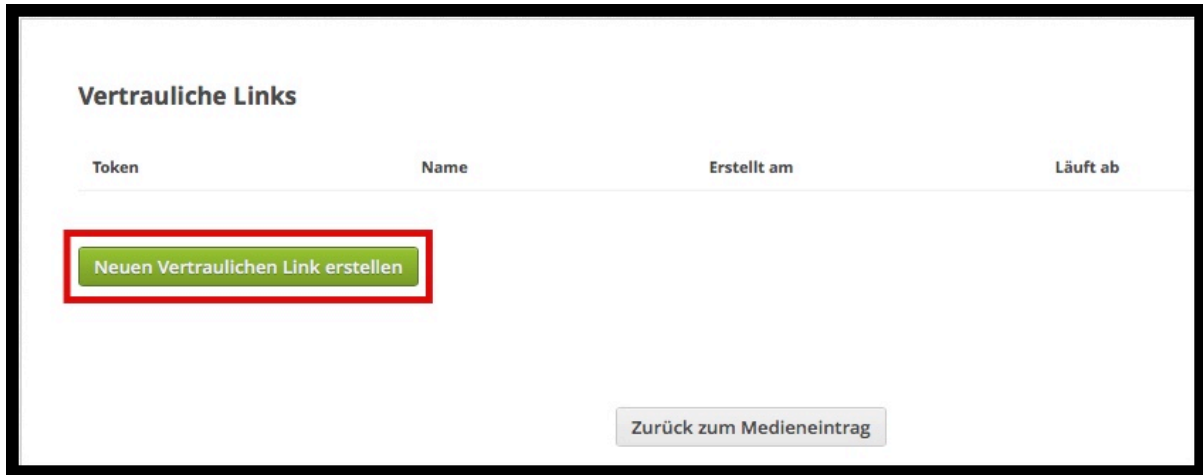 Vertrauliche Links
Token Name Erstellt am Läuft ab
Neuen Vertraulichen Link erstellen
Zurück zum Medieneintrag